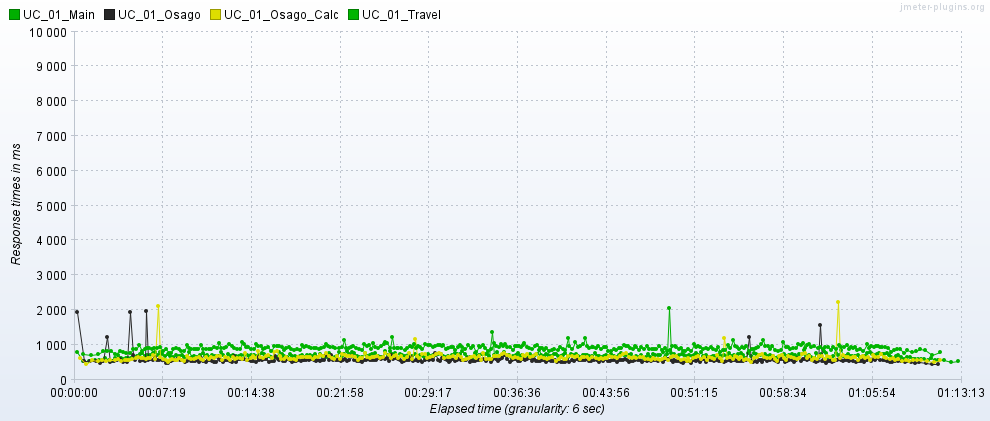 UC_01_Main UC_01_Osago UC_01_Osago_Calc UC_01_Travel
jmeter-plugins.org
10 000
9 000
8 000
7 000
6 000
5 000
4 000
3 000
2 000
1 000
0
Response times in ms
00:00:00 00:07:19 00:14:38 00:21:58 00:29:17 00:36:36 00:43:56 00:51:15 00:58:34 01:05:54 01:13:13
Elapsed time (granularity: 6 sec)